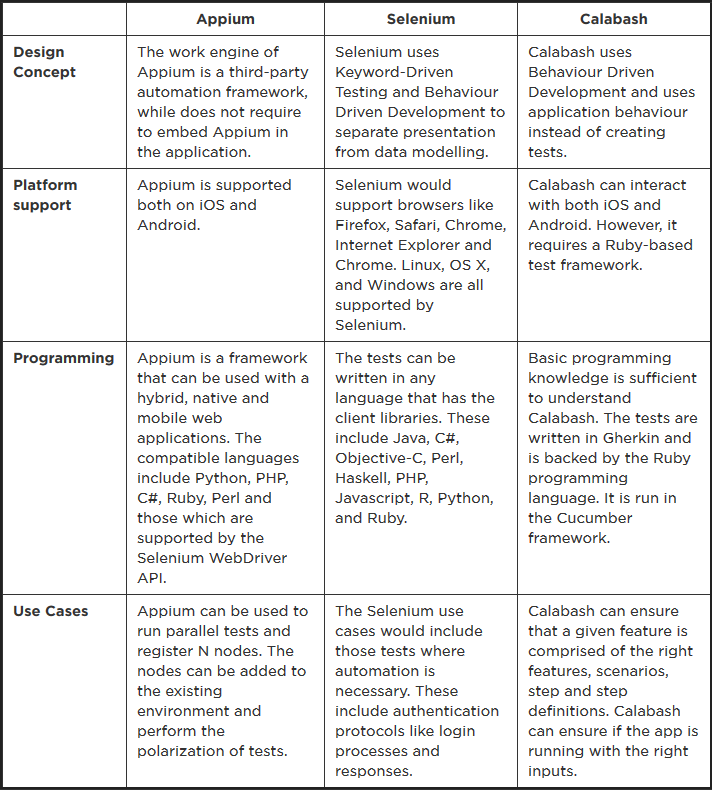 Appium
Selenium
Calabash
Design
Concept
The work engine of
Appium is a third-party
automation framework,
while does not require
to embed Appium in
the application.
Selenium uses
Keyword-Driven
Testing and Behaviour
Driven Development to
separate presentation
from data modelling.
Calabash uses
Behaviour Driven
Development and uses
application behaviour
instead of creating
tests.
Platform
support
Appium is supported
both on iOS and
Android.
Selenium would
support browsers like
Firefox, Safari, Chrome,
Internet Explorer and
Chrome. Linux, OS X,
and Windows are all
supported by
Selenium.
Calabash can interact
with both iOS and
Android. However, it
requires a Ruby-based
test framework.
Programming
Appium is a framework
that can be used with a
hybrid, native and
mobile web
applications. The
compatible languages
include Python, PHP,
C#, Ruby, Perl and
those which are
supported by the
Selenium WebDriver
API.
The tests can be
written in any
language that has the
client libraries. These
include Java, C#,
Objective-C, Perl,
Haskell, PHP,
Javascript, R, Python,
and Ruby.
Basic programming
knowledge is sufficient
to understand
Calabash. The tests are
written in Gherkin and
is backed by the Ruby
programming
language. It is run in
the Cucumber
framework.
Use Cases
Appium can be used to
run parallel tests and
register N nodes. The
nodes can be added to
the existing
environment and
perform the
polarization of tests.
The Selenium use
cases would include
those tests where
automation is
necessary. These
include authentication
protocols like login
processes and
responses.
Calabash can ensure
that a given feature is
comprised of the right
features, scenarios,
step and step
definitions. Calabash
can ensure if the app is
running with the right
inputs.